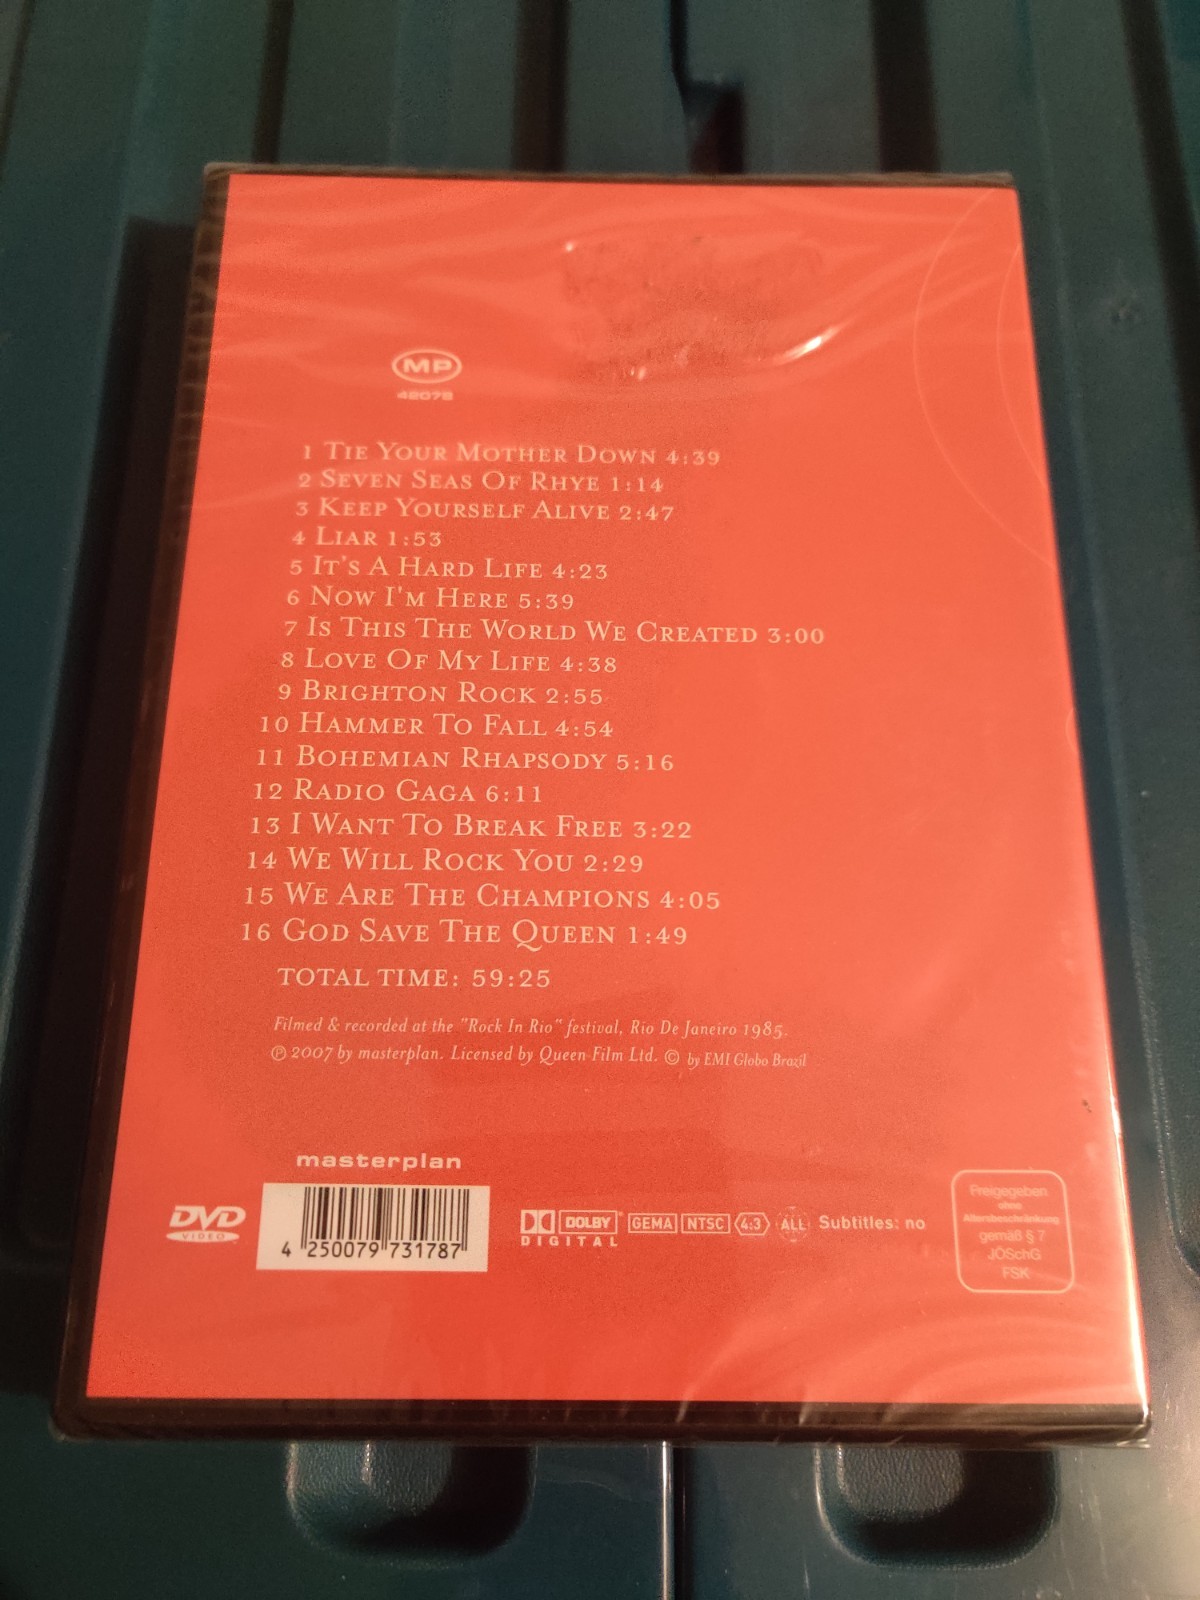 MP
42072
1 Tie Your Mother Down 4:39
2 Seven Seas Of Rhye 1:14
3 Keep Yourself Alive 2:47
4 Liar 1:53
5 It's A Hard Life 4:23
6 Now I'm Here 5:39
7 Is This The World We Created 3:00
8 Love Of My Life 4:38
9 Brighton Rock 2:55
10 Hammer To Fall 4:54
11 Bohemian Rhapsody 5:16
12 Radio Gaga 6:11
13 I Want To Break Free 3:22
14 We Will Rock You 2:29
15 We Are The Champions 4:05
16 God Save The Queen 1:49
TOTAL TIME: 59:25
Filmed & recorded at the "Rock In Rio" festival, Rio De Janeiro 1985.
℗ 2007 by masterplan. Licensed by Queen Film Ltd. © by EMI Globo Brazil
masterplan
DVD
VIDEO
4 250079 731787
DOLBY
DIGITAL
GEMA
NTSC
4:3
ALL
Subtitles: no
Freigegeben
ohne
Altersbeschränkung
gemäß § 7
JÖSchG
FSK